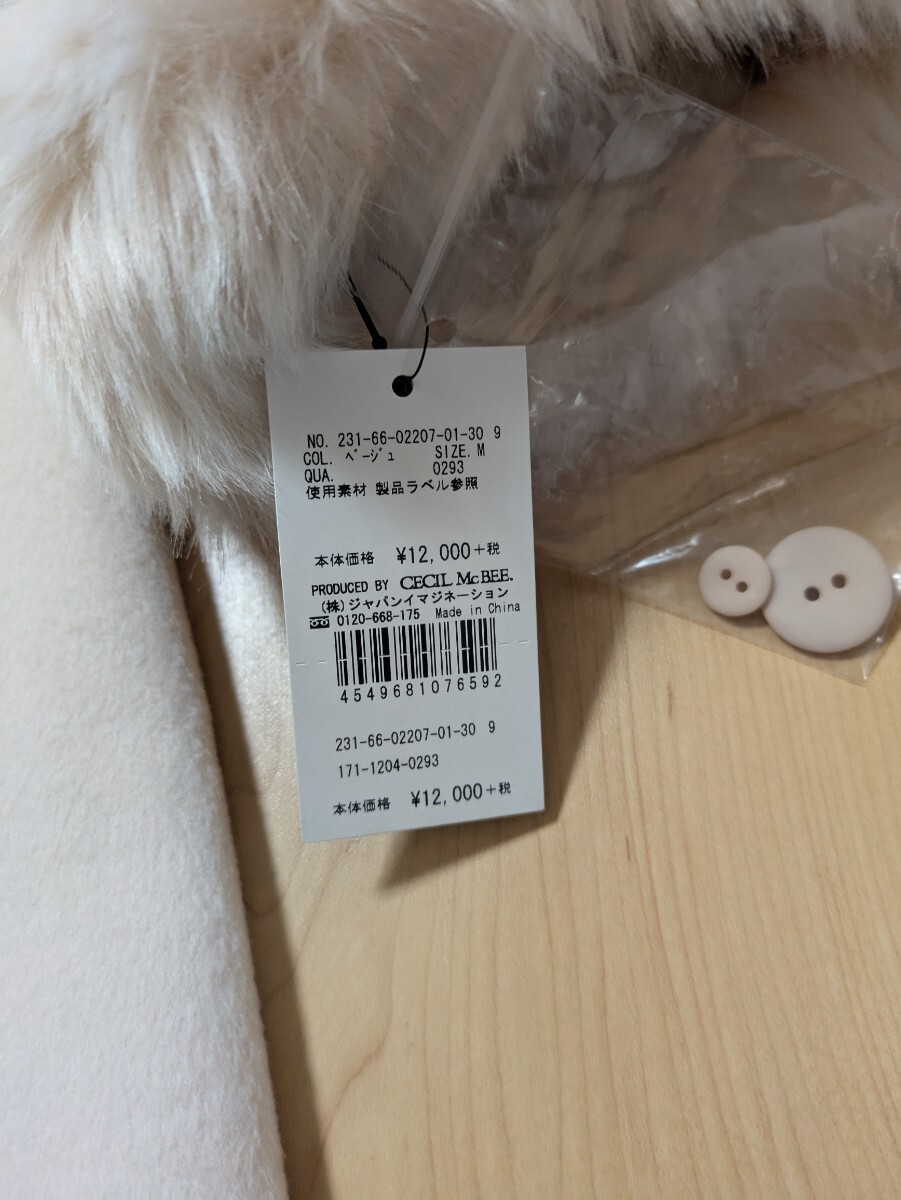 NO. 231-66-02207-01-30 9
COL. ベージュ SIZE. M
QUA. 0293
使用素材 製品ラベル参照
本体価格 ¥12,000+税
PRODUCED BY CECIL McBEE.
(株)ジャパンイマジネーション
0120-668-175 Made in China
4549681076592
231-66-02207-01-30 9
171-1204-0293
本体価格 ¥12,000+税